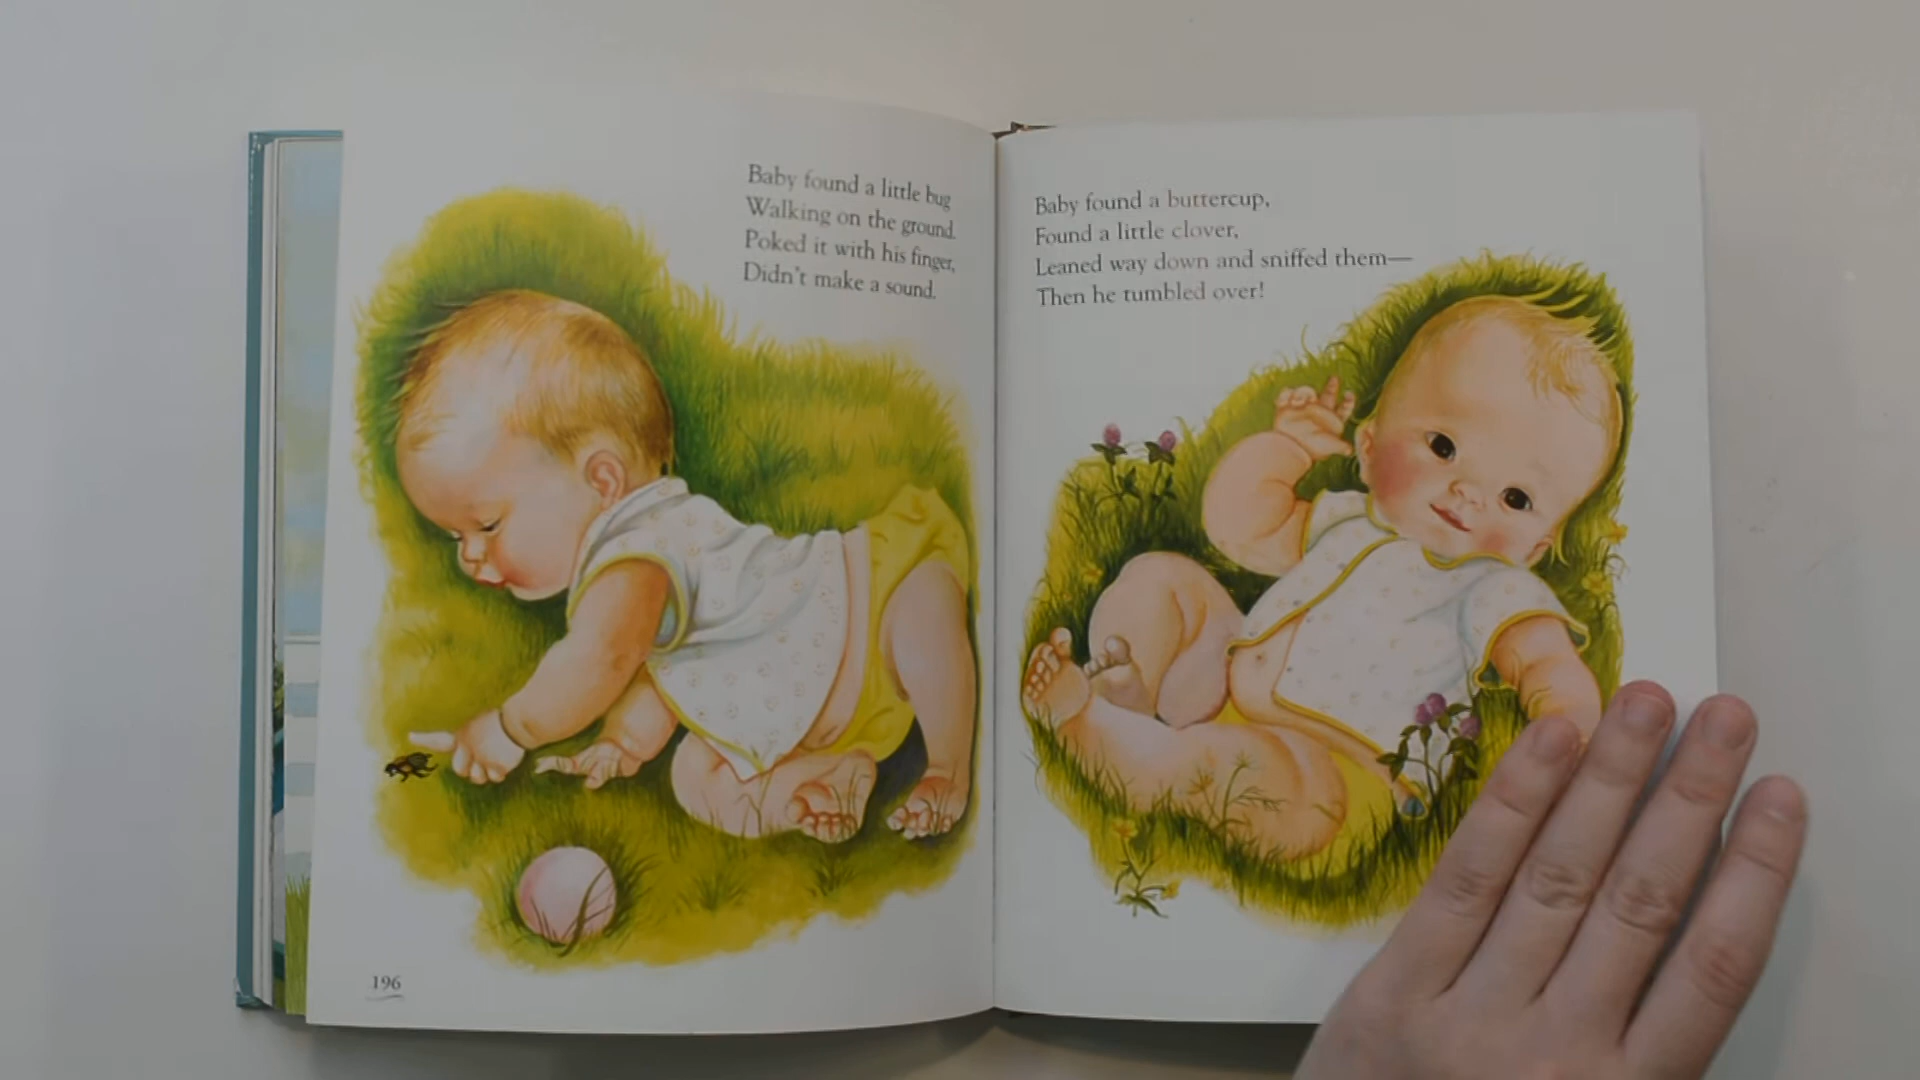 Baby found a little bug
Walking on the ground.
Poked it with his finger,
Didn't make a sound.
196
Baby found a buttercup,
Found a little clover,
Leaned way down and sniffed them—
Then he tumbled over!